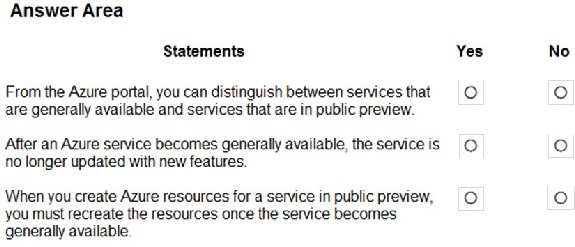 Answer Area
Statements Yes No
From the Azure portal, you can distinguish between services that
are generally available and services that are in public preview.
After an Azure service becomes generally available, the service is
no longer updated with new features.
When you create Azure resources for a service in public preview,
you must recreate the resources once the service becomes
generally available.